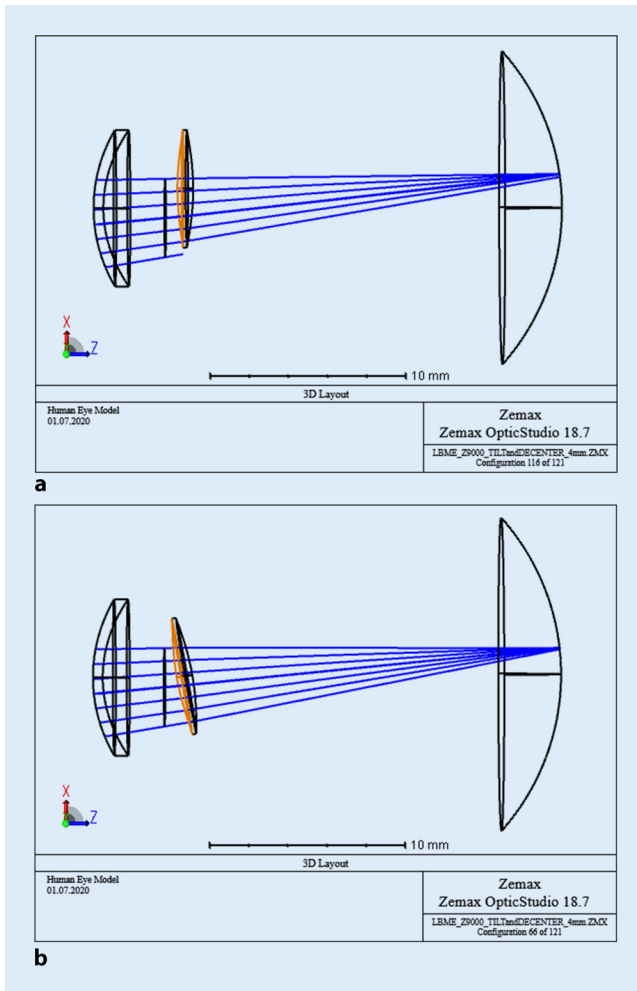 X
Z
10 mm
3D Layout
Human Eye Model
01.07.2020
Zemax
Zemax OpticStudio 18.7
LBME_Z9000_TILTandDECENTER_4mm.ZMX
Configuration 116 of 121
a
X
Z
10 mm
3D Layout
Human Eye Model
01.07.2020
Zemax
Zemax OpticStudio 18.7
LBME_Z9000_TILTandDECENTER_4mm.ZMX
Configuration 66 of 121
b